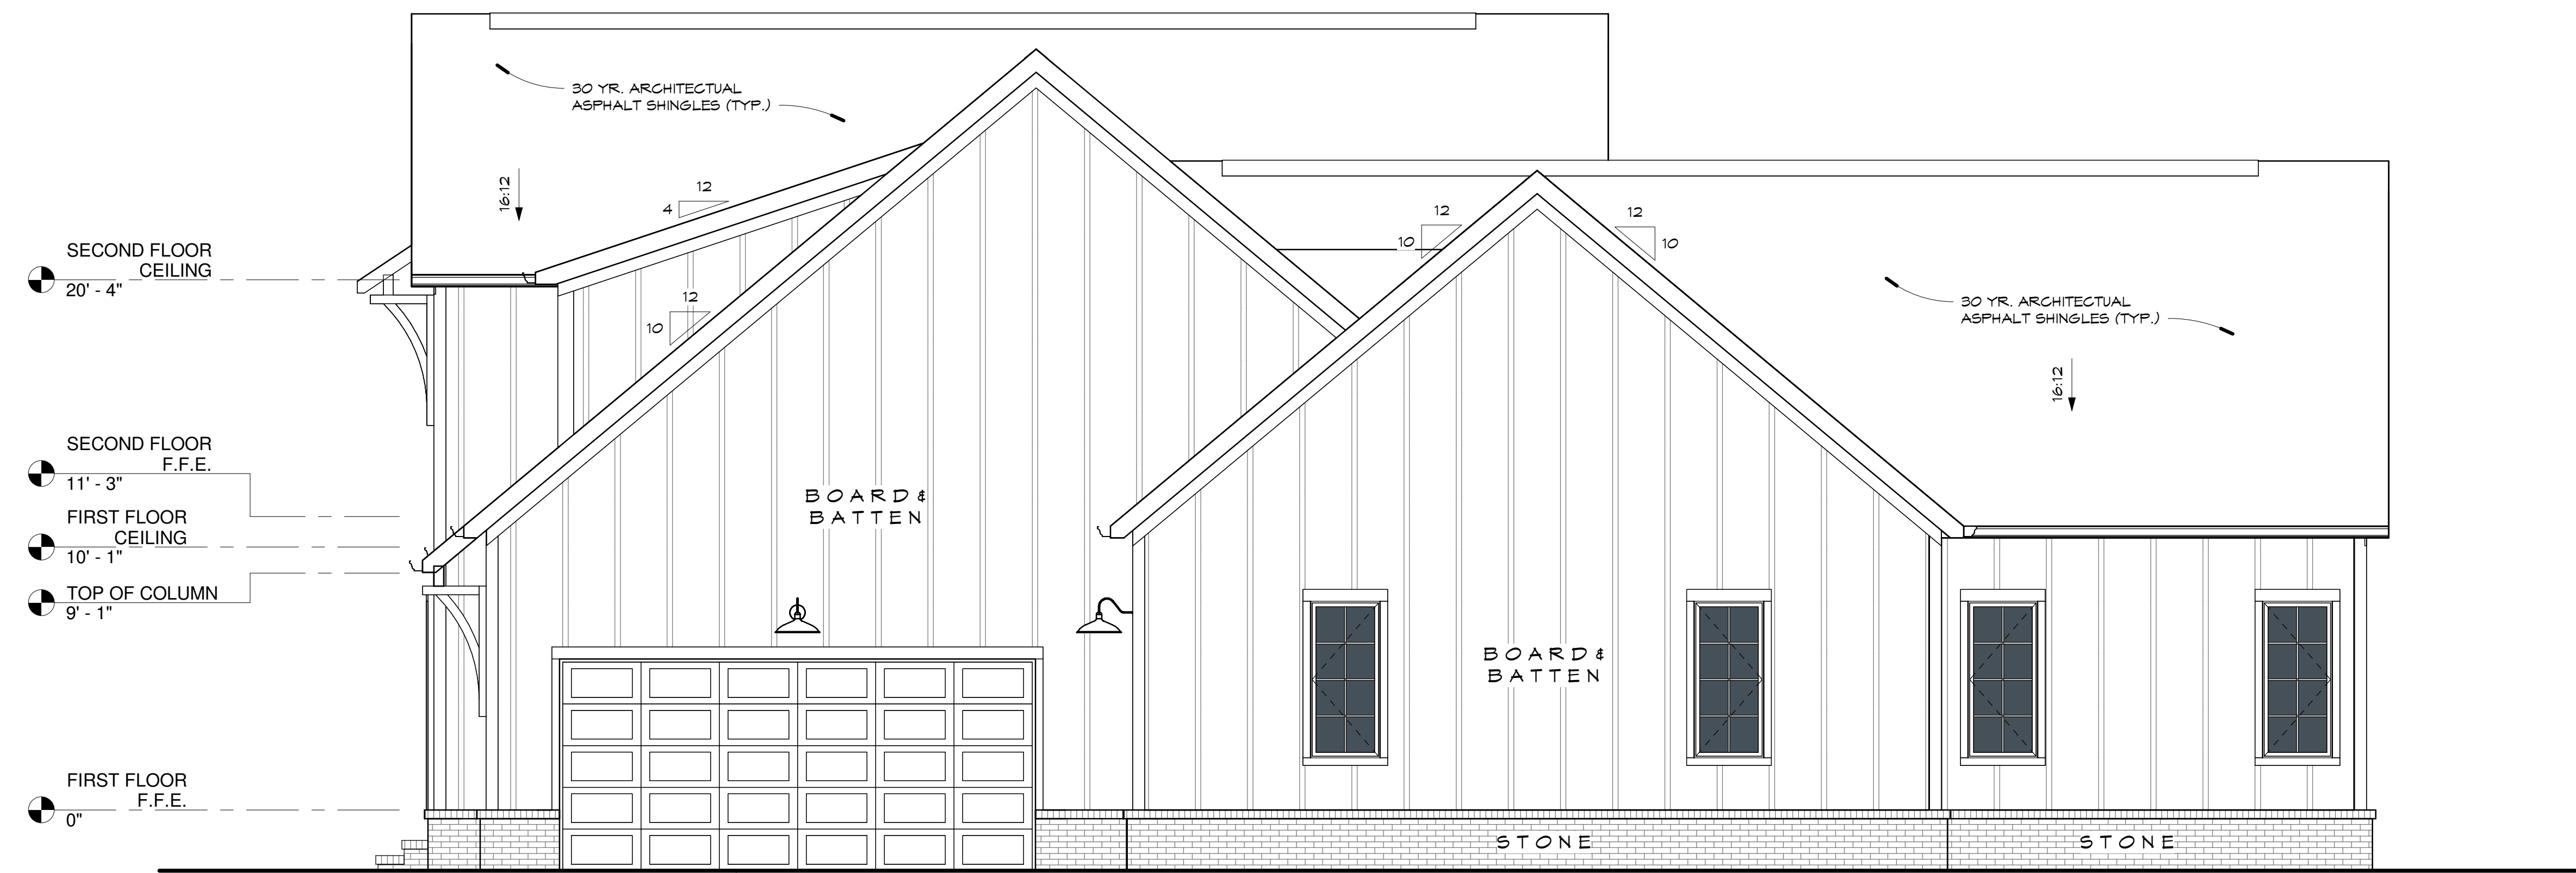 30 YR. ARCHITECTUAL
ASPHALT SHINGLES (TYP.)
16:12
12
4
12
10
12
10
12
10
SECOND FLOOR
CEILING
20' - 4"
30 YR. ARCHITECTUAL
ASPHALT SHINGLES (TYP.)
16:12
SECOND FLOOR
F.F.E.
11' - 3"
BOARD &
BATTEN
FIRST FLOOR
CEILING
10' - 1"
TOP OF COLUMN
9' - 1"
BOARD &
BATTEN
FIRST FLOOR
F.F.E.
0"
STONE
STONE